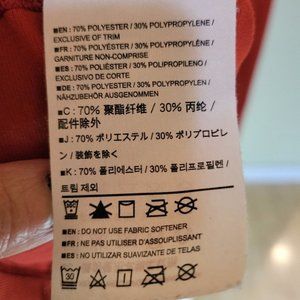 ■EN : 70% POLYESTER / 30% POLYPROPYLENE /
EXCLUSIVE OF TRIM
■FR : 70% POLYESTER / 30% POLYPROPYLÈNE /
GARNITURE NON-COMPRISE
■ES : 70% POLIÉSTER / 30% POLIPROPILENO /
EXCLUSIVO DE CORTE
■DE : 70% POLYESTER / 30% POLYPROPYLEN /
NÄHZUBEHÖR AUSGENOMMEN
■C : 70% 聚酯纤维 / 30% 丙纶 /
配件除外
■J : 70% ポリエステル / 30% ポリプロピレ
ン / 装飾を除く
■K : 70% 폴리에스터 / 30% 폴리프로필렌 /
트림 제외
■EN : DO NOT USE FABRIC SOFTENER
■FR : NE PAS UTILISER D'ASSOUPLISSANT
■ES : NO UTILIZAR SUAVIZANTE DE TELAS
30